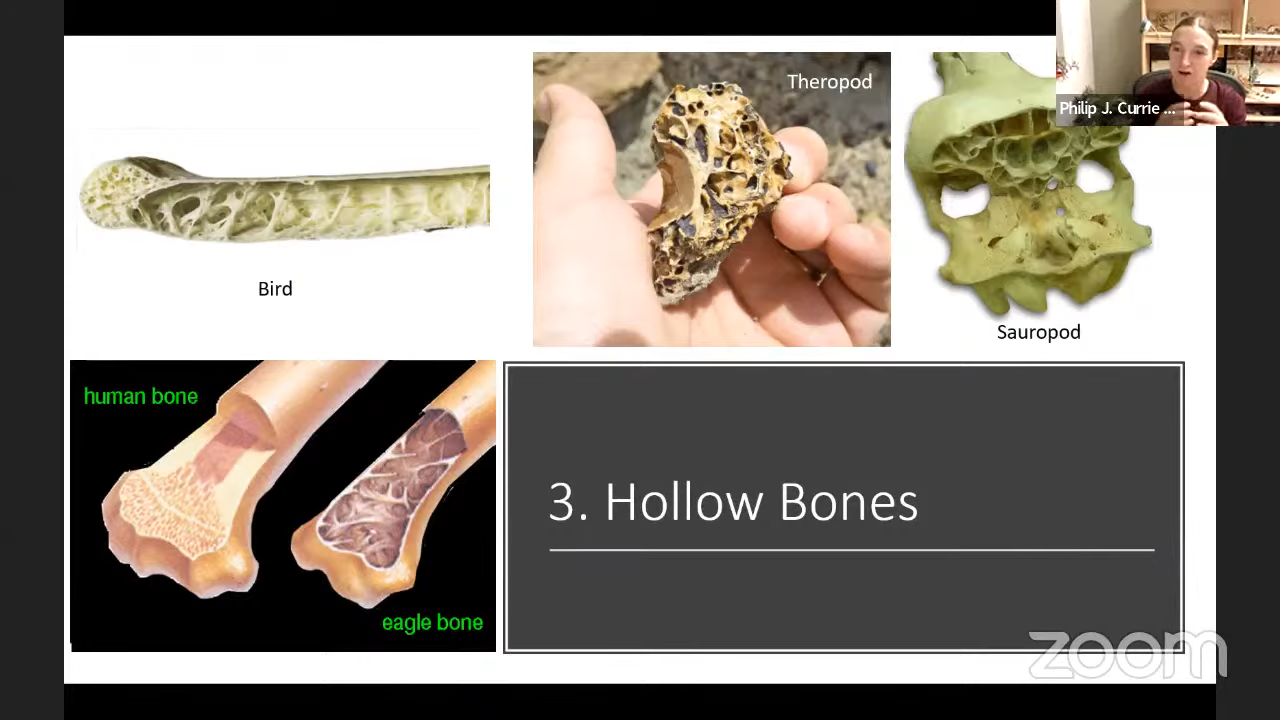 Theropod
Philip J. Currie ...
Bird
Sauropod
human bone
3. Hollow Bones
eagle bone
zoom